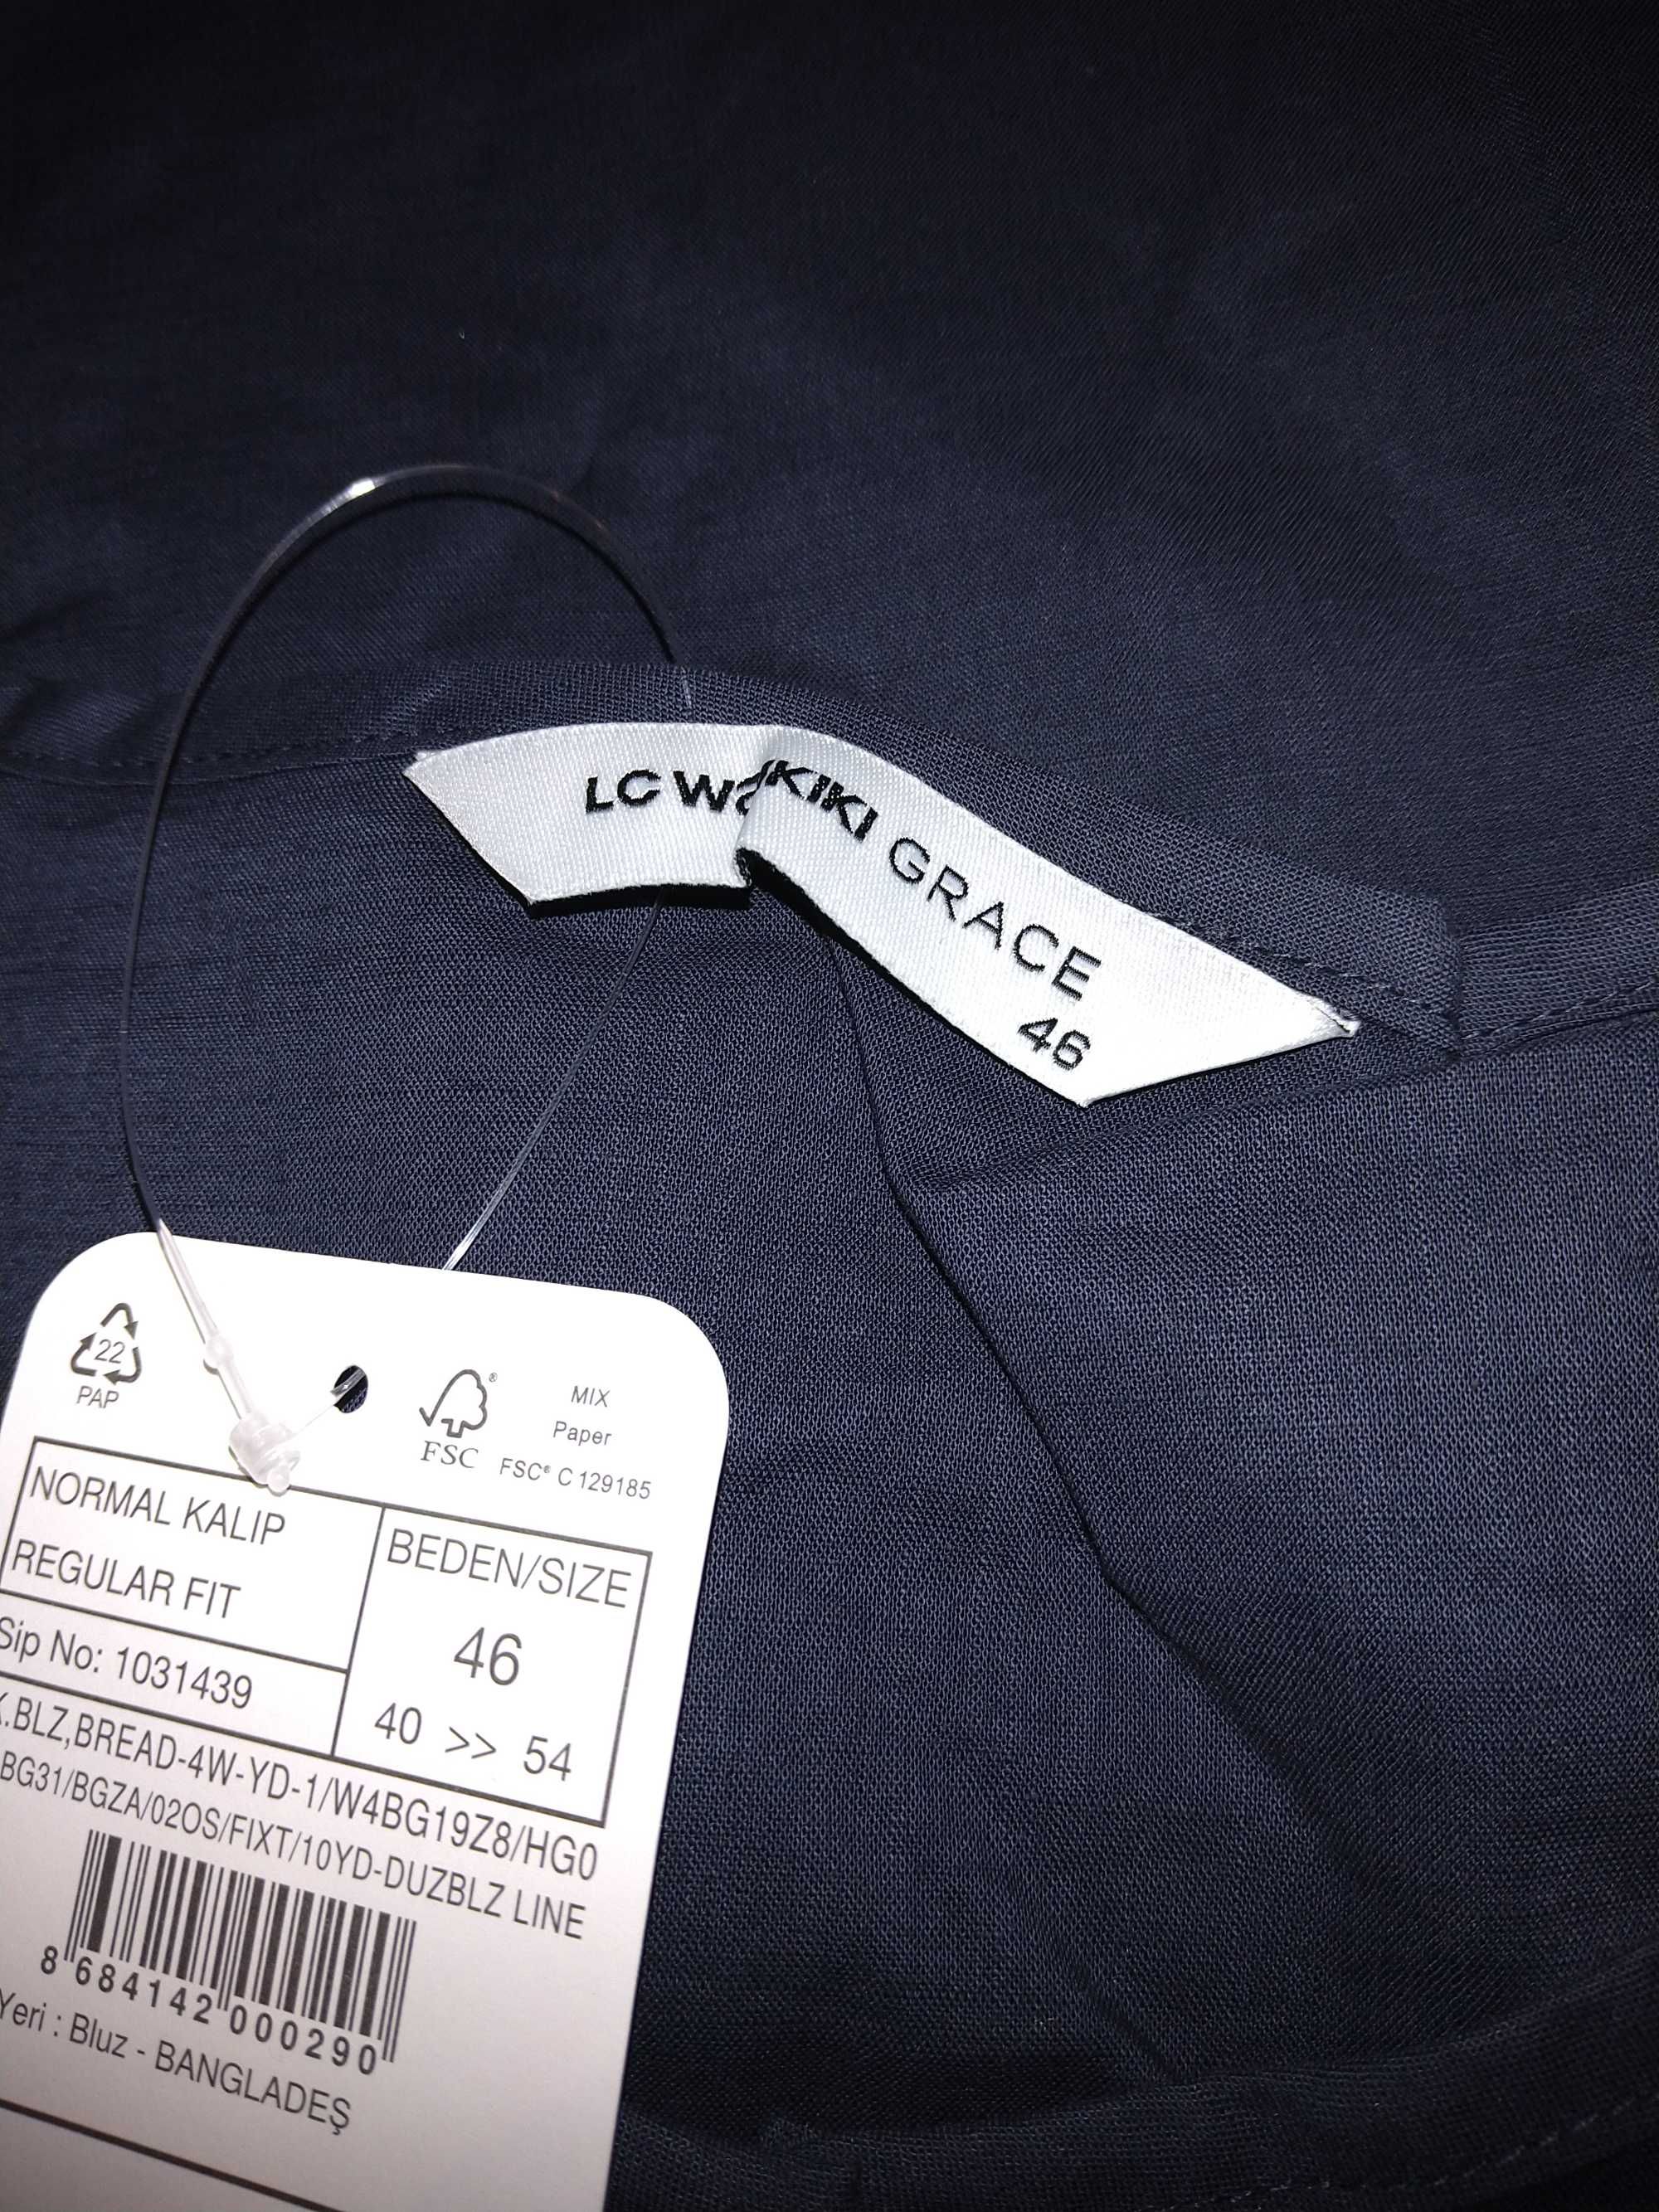 LC W
KIKI GRACE
46
22
PAP
FSC
MIX
Paper
FSC® C129185
NORMAL KALIP
REGULAR FIT
BEDEN/SIZE
46
40 >> 54
Sip No: 1031439
.BLZ,BREAD-4W-YD-1/W4BG19Z8/HG0
BG31/BGZA/02OS/FIXT/10YD-DUZBLZ LINE
8 684142 000290
Yeri : Bluz - BANGLADEŞ